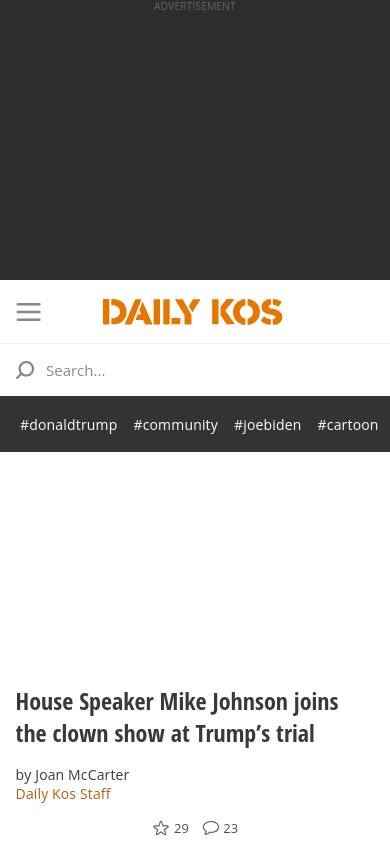 ADVERTISEMENT
DAILY KOS
Search...
#donaldtrump #community #joebiden #cartoon
House Speaker Mike Johnson joins
the clown show at Trump’s trial
by Joan McCarter
Daily Kos Staff
29 23